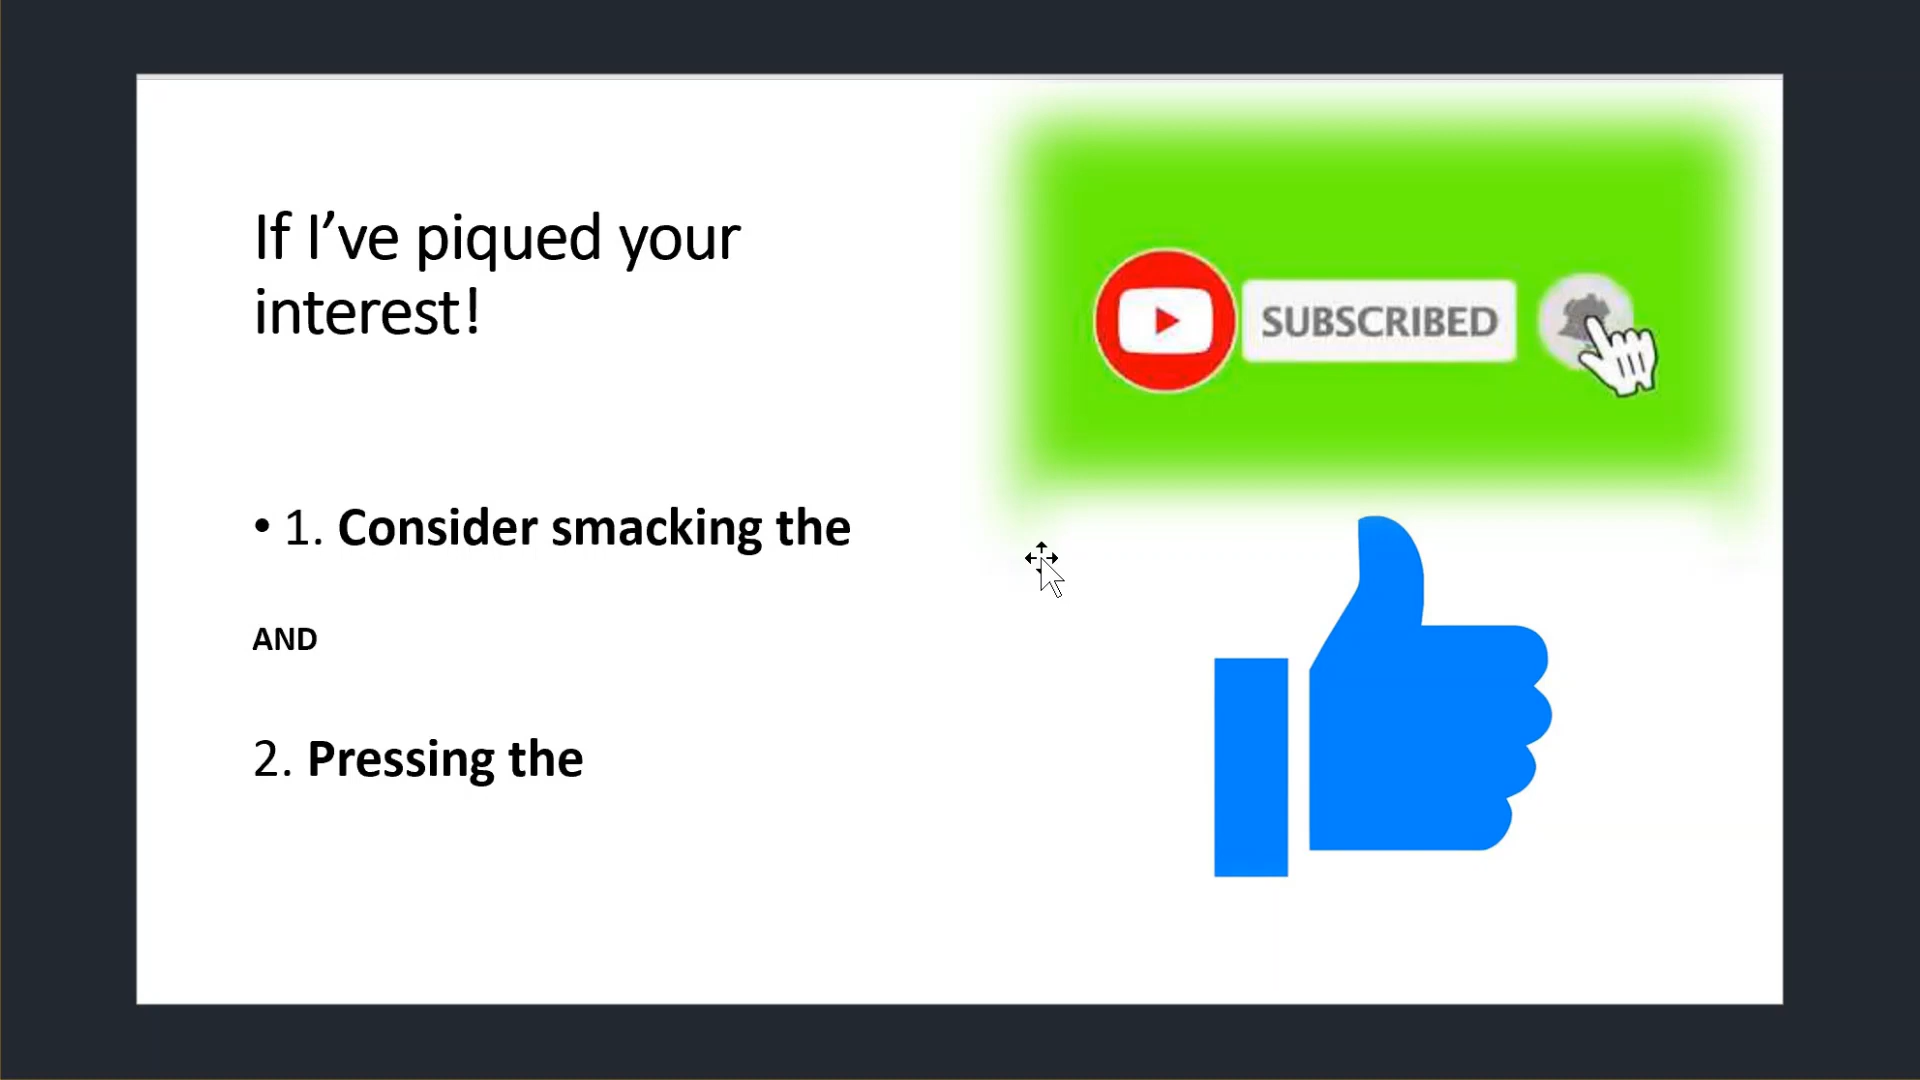 If I’ve piqued your
interest!
SUBSCRIBED
• 1. Consider smacking the
AND
2. Pressing the